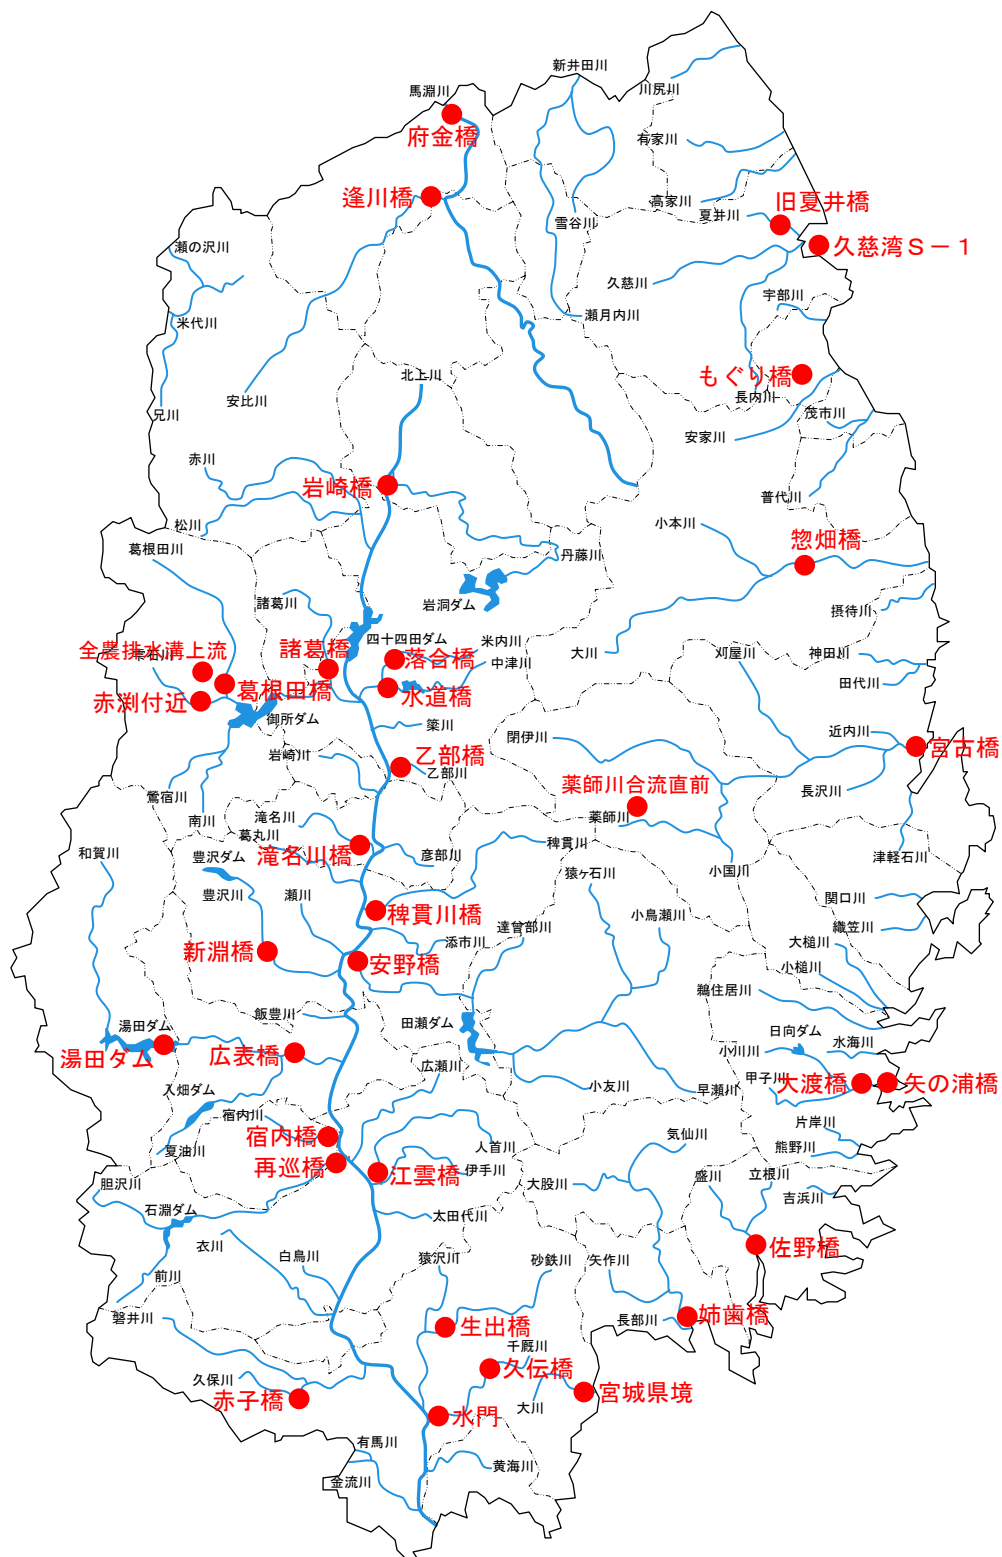 新井田川
馬淵川
川尻川
府金橋
有家川
逢川橋
高家川
旧夏井橋
夏井川
雪谷川
久慈湾Ｓ－１
瀬の沢川
久慈川
宇部川
米代川
瀬月内川
北上川
もぐり橋
安比川
長内川
兄川
茂市川
安家川
赤川
岩崎橋
普代川
松川
小本川
惣畑橋
葛根田川
丹藤川
諸葛川
岩洞ダム
摂待川
四十四田ダム
米内川
大川
刈屋川
神田川
全農排水溝上流
諸葛橋
落合橋
中津川
田代川
葛根田橋
水道橋
赤渕付近
御所ダム
簗川
閉伊川
近内川
宮古橋
岩崎川
乙部橋
乙部川
薬師川合流直前
長沢川
鶯宿川
南川
滝名川
薬師川
葛丸川
和賀川
豊沢ダム
滝名川橋
彦部川
稗貫川
津軽石川
小国川
猿ヶ石川
豊沢川
瀬川
稗貫川橋
小烏瀬川
関口川
達曾部川
織笠川
新淵橋
添市川
大槌川
安野橋
小槌川
鵜住居川
飯豊川
田瀬ダム
湯田ダム
日向ダム
水海川
湯田ダム
広表橋
小川川
広瀬川
甲子川
大渡橋
矢の浦橋
入畑ダム
小友川
早瀬川
宿内川
片岸川
宿内橋
気仙川
夏油川
人首川
熊野川
再巡橋
江雲橋
伊手川
胆沢川
大股川
盛川
立根川
吉浜川
石淵ダム
太田代川
衣川
白鳥川
猿沢川
砂鉄川
矢作川
佐野橋
前川
磐井川
生出橋
長部川
姉歯橋
千厩川
久保川
久伝橋
赤子橋
宮城県境
水門
大川
有馬川
黄海川
金流川